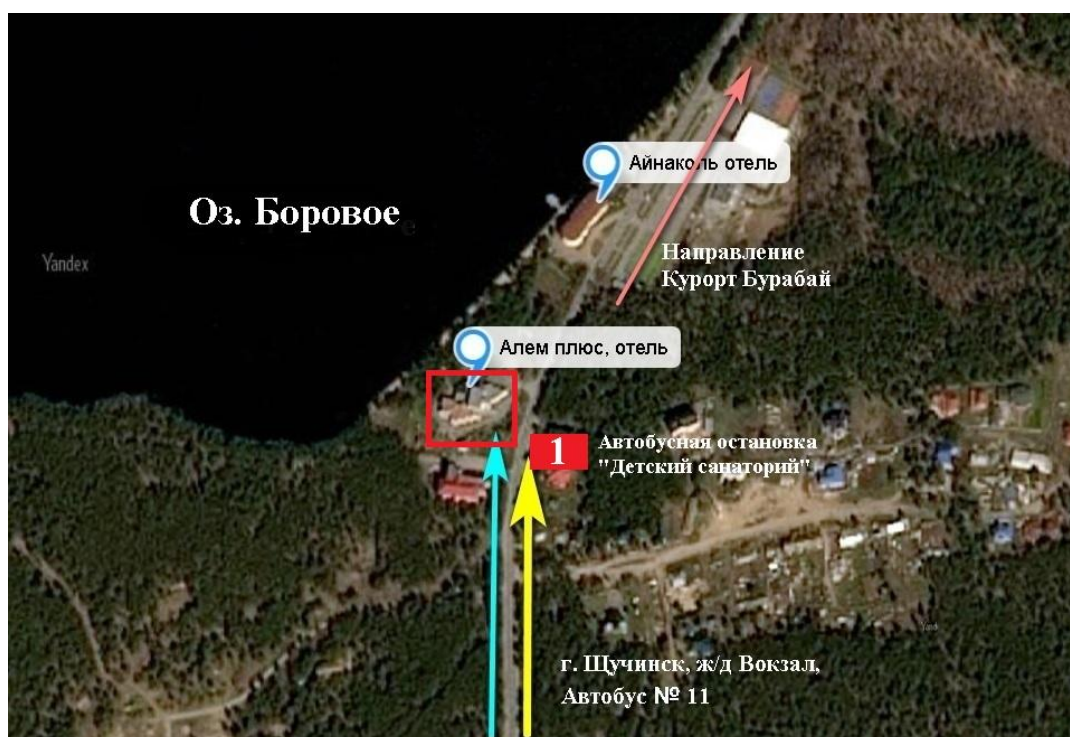 Айнаколь отель
Оз. Боровое
Yandex
Направление
Курорт Бурабай
Алем плюс, отель
1
Автобусная остановка
"Детский санаторий"
Yand
г. Щучинск, ж/д Вокзал,
Автобус № 11